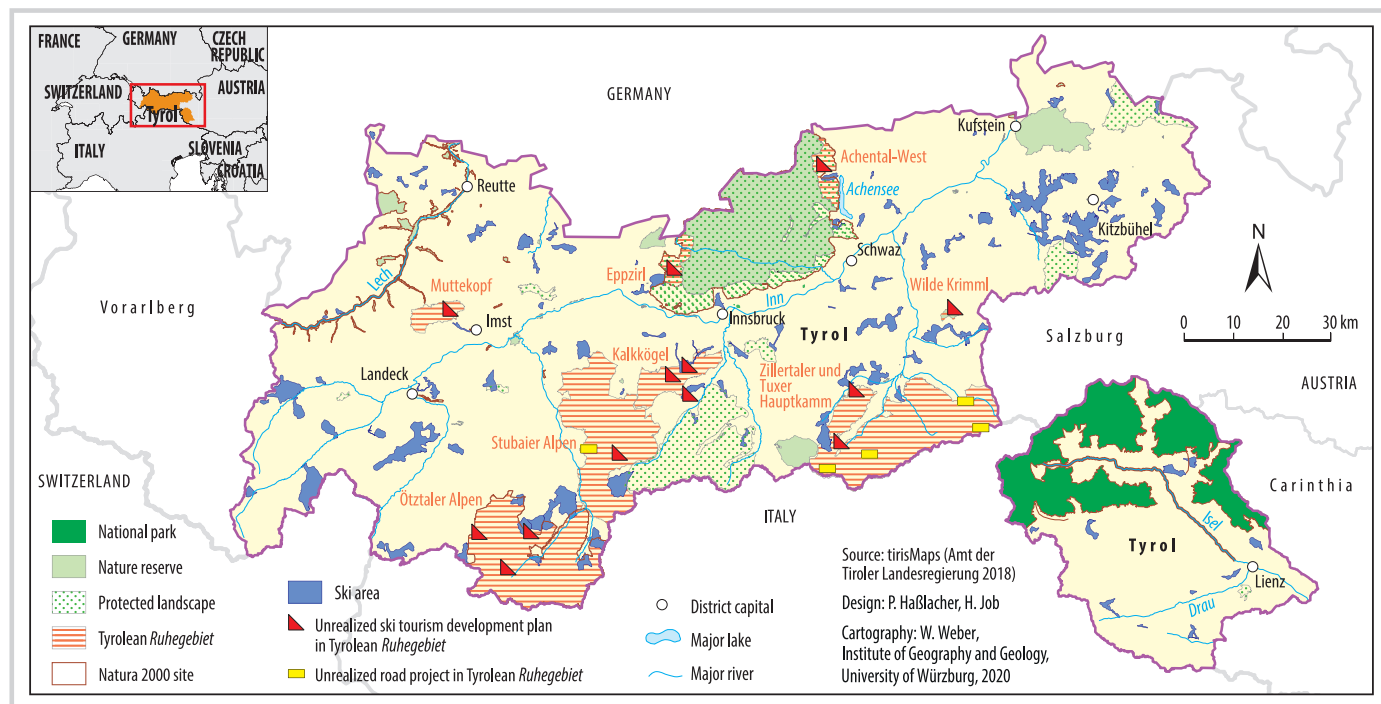 FRANCE
GERMANY
CZECH
REPUBLIC
SWITZERLAND
AUSTRIA
Tyrol
ITALY
SLOVENIA
CROATIA
GERMANY
Kufstein
Achental-West
Achensee
Reutte
Kitzbühel
Schwaz
Eppzirl
Lech
Muttekopf
Wilde Krimml
N
Inn
Vorarlberg
Imst
Innsbruck
Tyrol
Salzburg
0 10 20 30 km
Kalkkögel
Landeck
Zillertaler und
Tuxer
Hauptkamm
AUSTRIA
Stubaier Alpen
SWITZERLAND
Ötztaler Alpen
ITALY
Carinthia
Isel
Tyrol
Lienz
Drau
National park
Nature reserve
Protected landscape
Tyrolean Ruhegebiet
Natura 2000 site
Ski area
Unrealized ski tourism development plan
in Tyrolean Ruhegebiet
Unrealized road project in Tyrolean Ruhegebiet
District capital
Major lake
Major river
Source: tirisMaps (Amt der
Tiroler Landesregierung 2018)
Design: P. Haßlacher, H. Job
Cartography: W. Weber,
Institute of Geography and Geology,
University of Würzburg, 2020